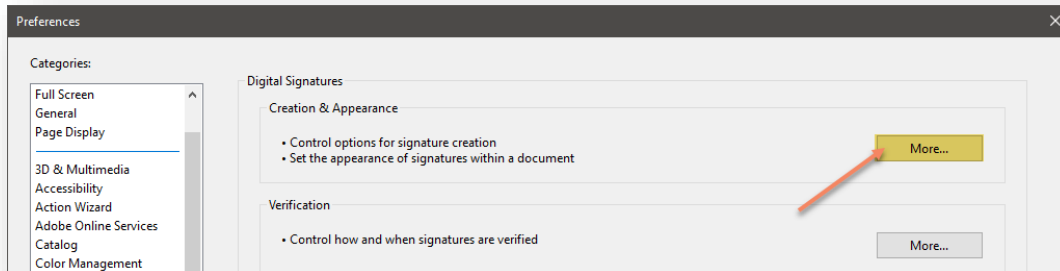 Preferences
Categories:
Full Screen
General
Page Display
3D & Multimedia
Accessibility
Action Wizard
Adobe Online Services
Catalog
Color Management
Digital Signatures
Creation & Appearance
• Control options for signature creation
• Set the appearance of signatures within a document
More...
Verification
• Control how and when signatures are verified
More...